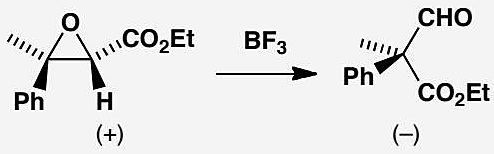 O
CO₂Et
Ph
H
(+)
BF₃
CHO
Ph
CO₂Et
(–)